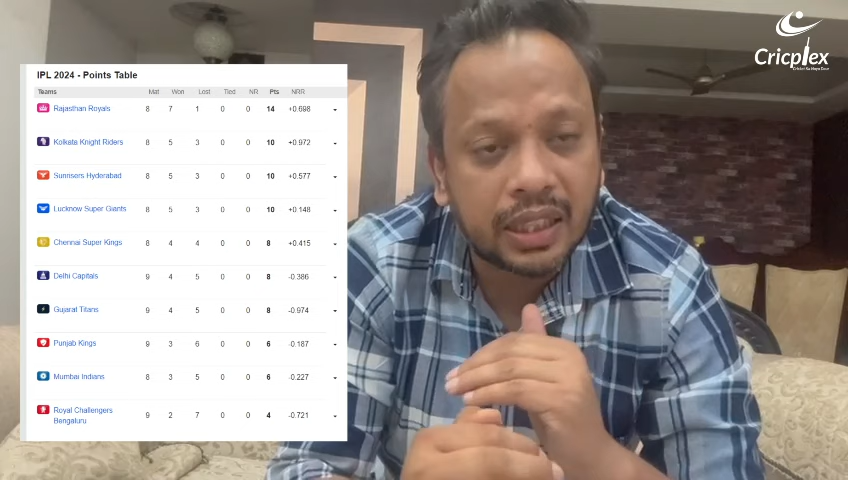 Cricplex
Cricket Ka Naya Daur
IPL 2024 - Points Table
Teams Mat Won Lost Tied NR Pts NRR
Rajasthan Royals 8 7 1 0 0 14 +0.698
Kolkata Knight Riders 8 5 3 0 0 10 +0.972
Sunrisers Hyderabad 8 5 3 0 0 10 +0.577
Lucknow Super Giants 8 5 3 0 0 10 +0.148
Chennai Super Kings 8 4 4 0 0 8 +0.415
Delhi Capitals 9 4 5 0 0 8 -0.386
Gujarat Titans 9 4 5 0 0 8 -0.974
Punjab Kings 9 3 6 0 0 6 -0.187
Mumbai Indians 8 3 5 0 0 6 -0.227
Royal Challengers
Bengaluru 9 2 7 0 0 4 -0.721